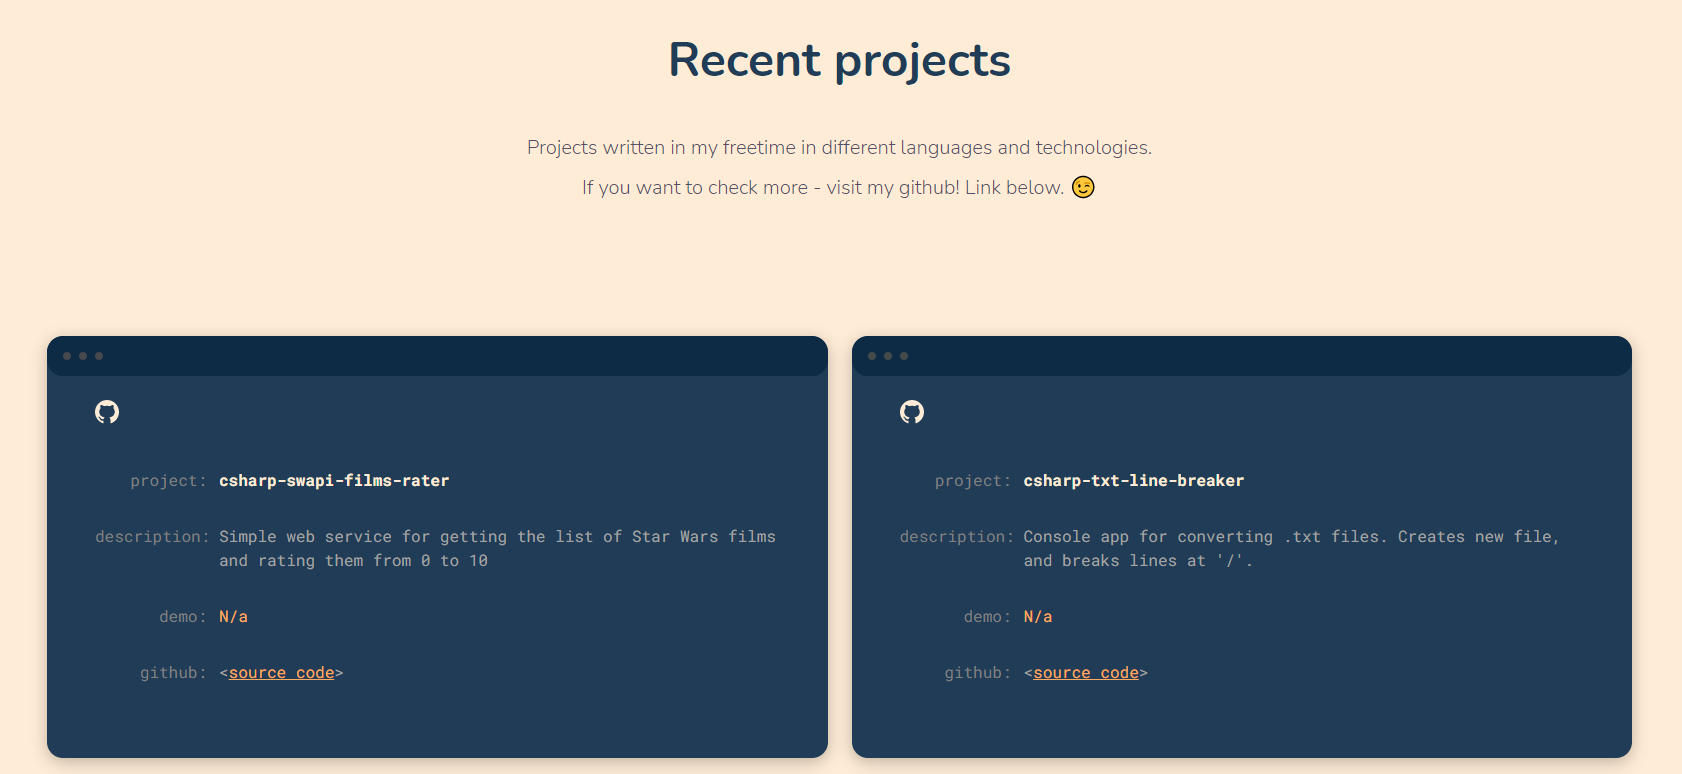 Recent projects
Projects written in my freetime in different languages and technologies.
If you want to check more - visit my github! Link below. 😉
project: csharp-swapi-films-rater
description: Simple web service for getting the list of Star Wars films
and rating them from 0 to 10
demo: N/a
github: <source code>
project: csharp-txt-line-breaker
description: Console app for converting .txt files. Creates new file,
and breaks lines at '/'.
demo: N/a
github: <source code>